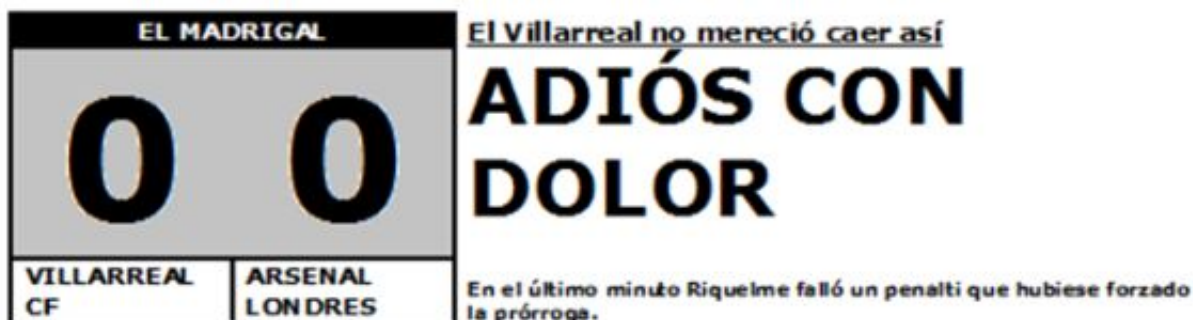 EL MADRIGAL
0 0
VILLARREAL CF
ARSENAL LONDRES
El Villarreal no mereció caer así
ADIÓS CON
DOLOR
En el último minuto Riquelme falló un penalti que hubiese forzado
la prórroga.